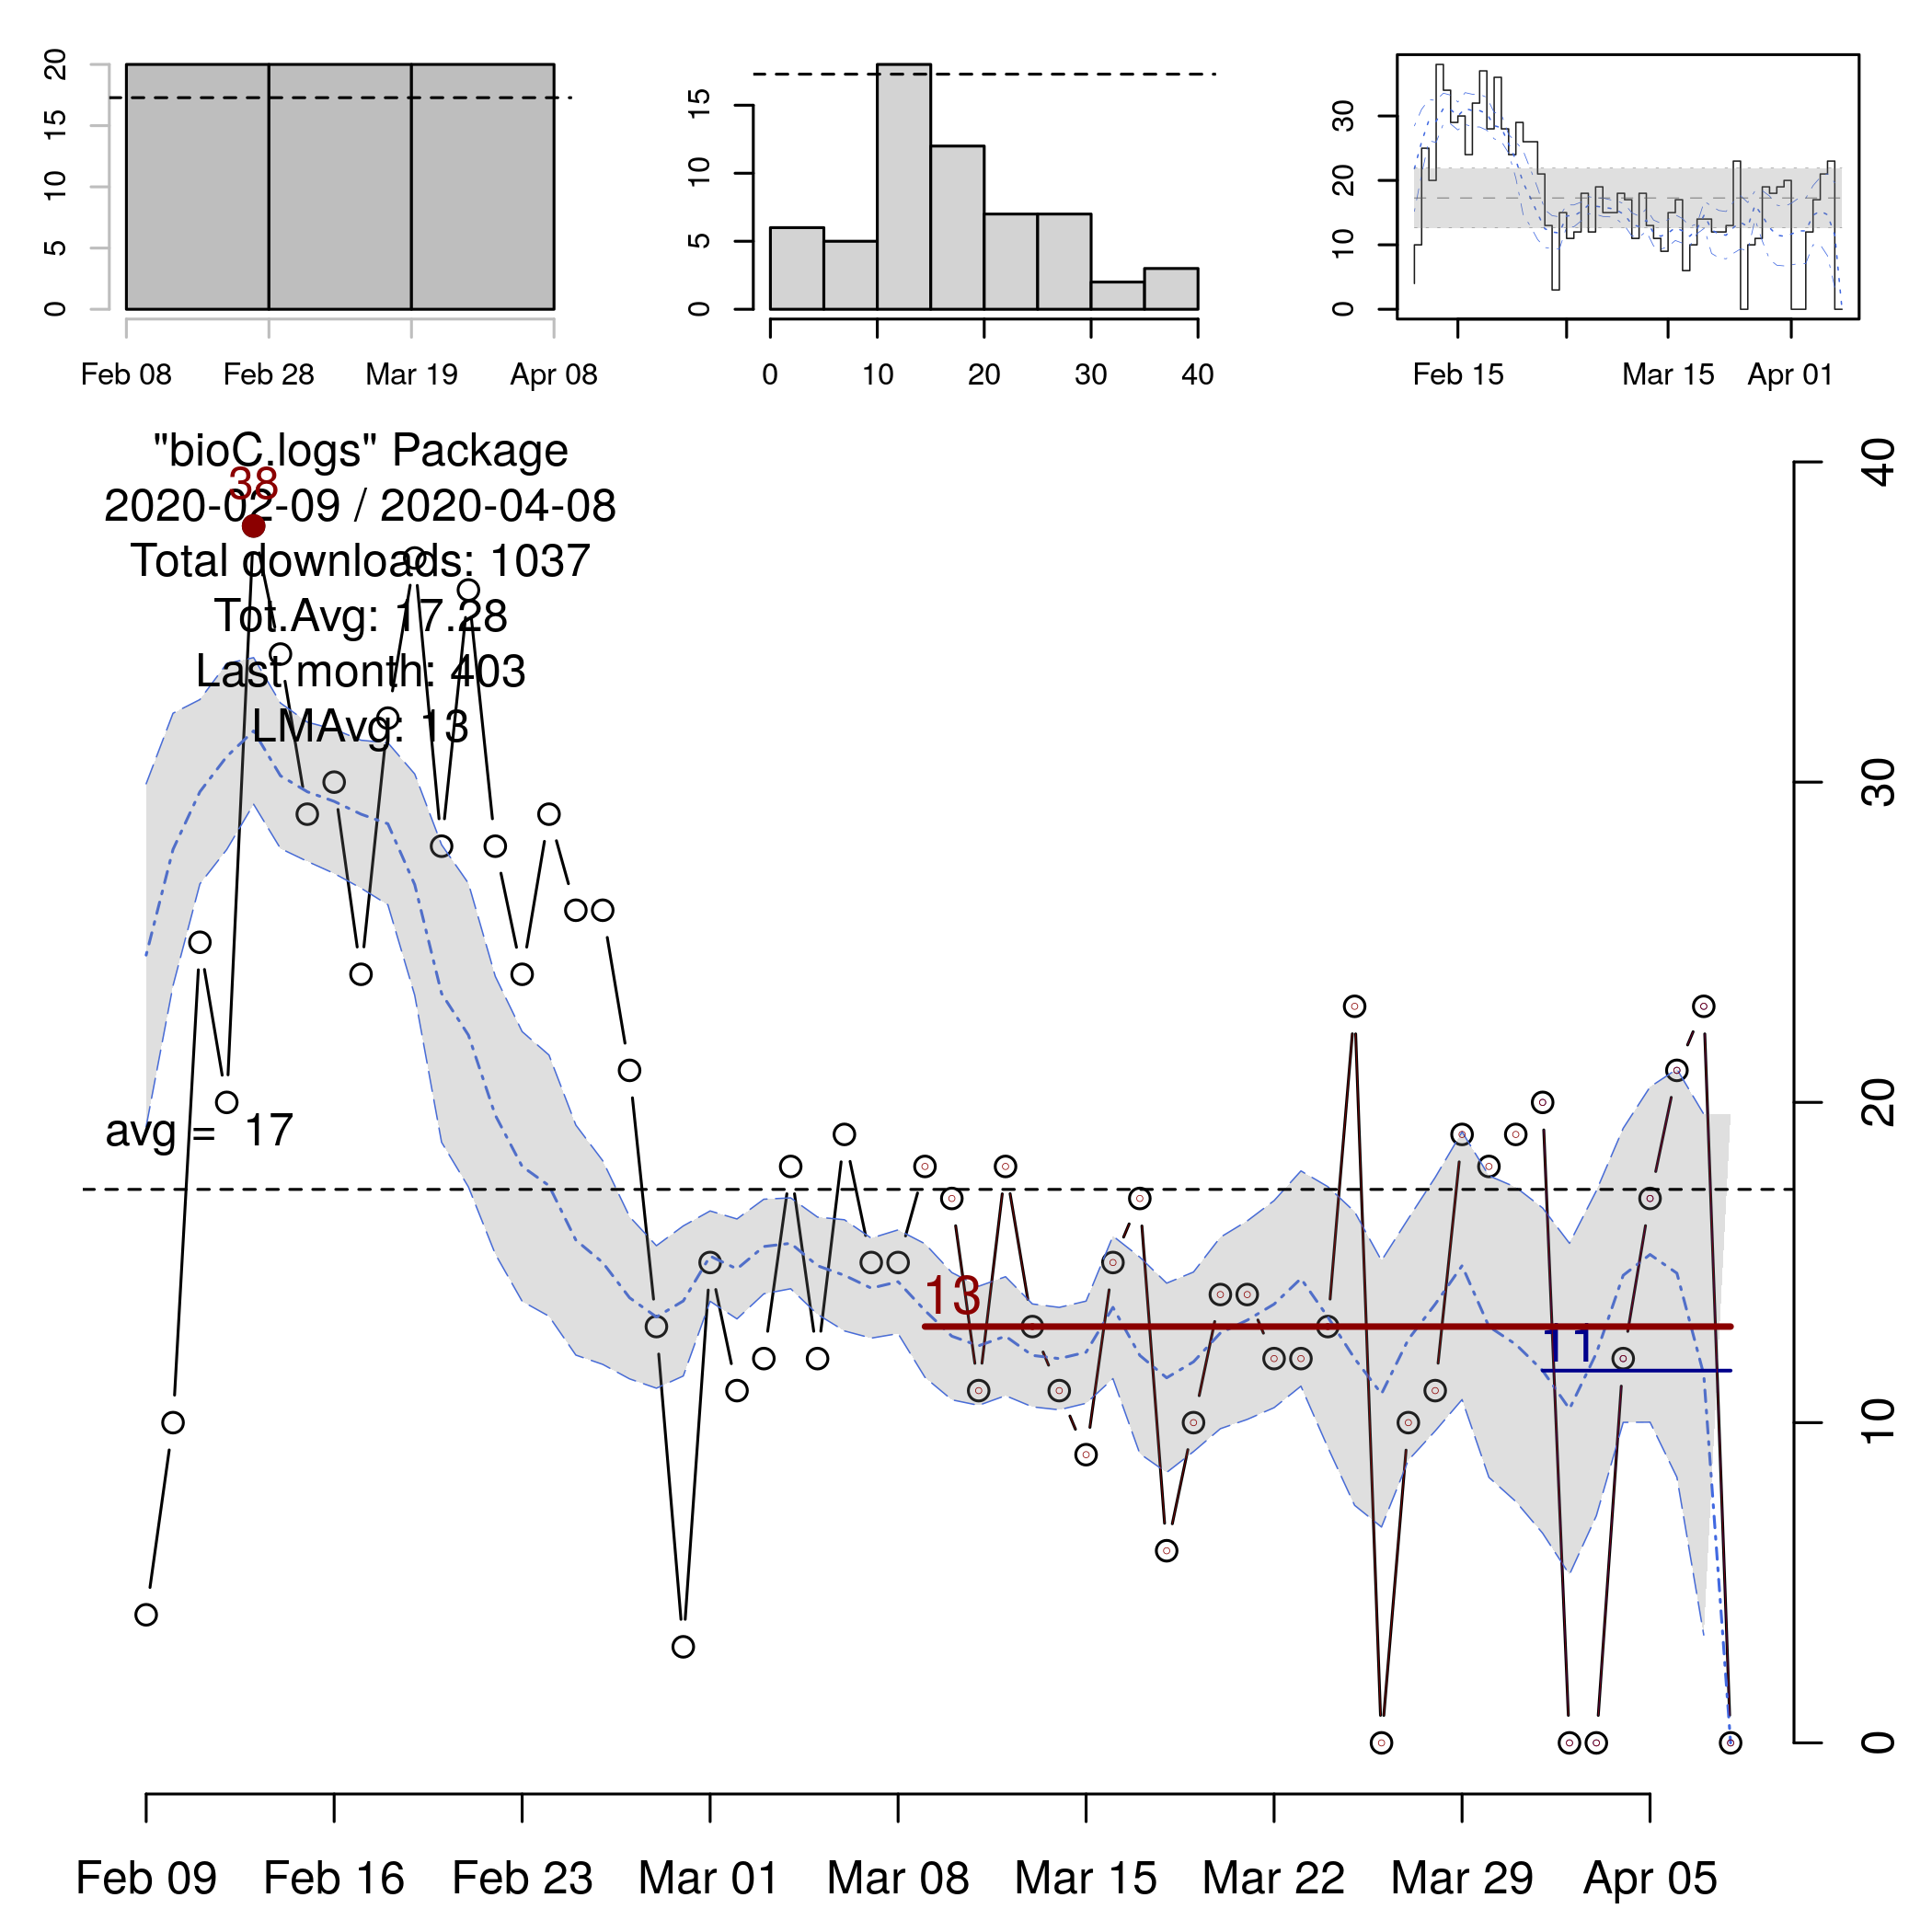 20
15
10
5
0
Feb 08 Feb 28 Mar 19 Apr 08
15
10
5
0
0 10 20 30 40
30
20
10
0
Feb 15 Mar 15 Apr 01
"bioC.logs" Package
38
2020-02-09 / 2020-04-08
Total downloads: 1037
Tot.Avg: 17.28
Last month: 403
LMAvg: 13
avg = 17
13
11
40
30
20
10
0
Feb 09 Feb 16 Feb 23 Mar 01 Mar 08 Mar 15 Mar 22 Mar 29 Apr 05